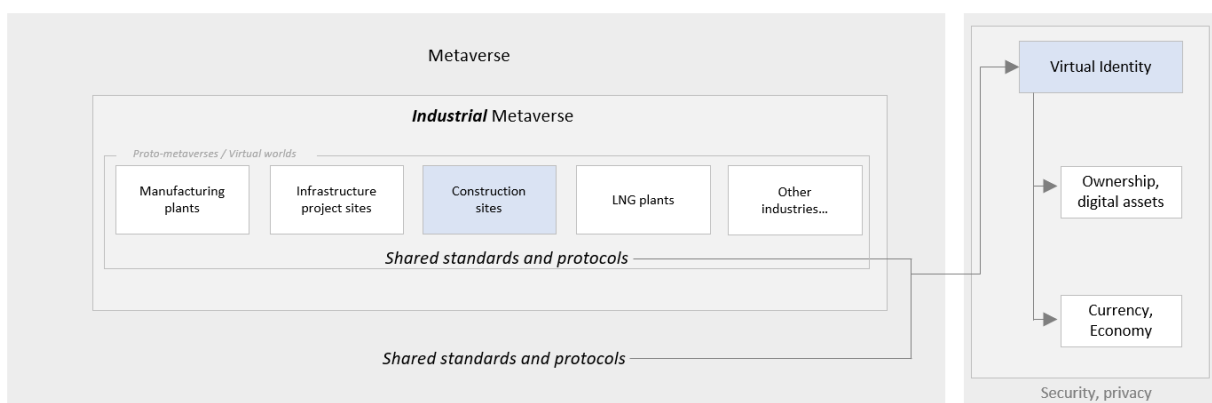 Metaverse
Industrial Metaverse
Proto-metaverses / Virtual worlds
Manufacturing
plants
Infrastructure
project sites
Construction
sites
LNG plants
Other
industries...
Shared standards and protocols
Shared standards and protocols
Virtual Identity
Ownership,
digital assets
Currency,
Economy
Security, privacy